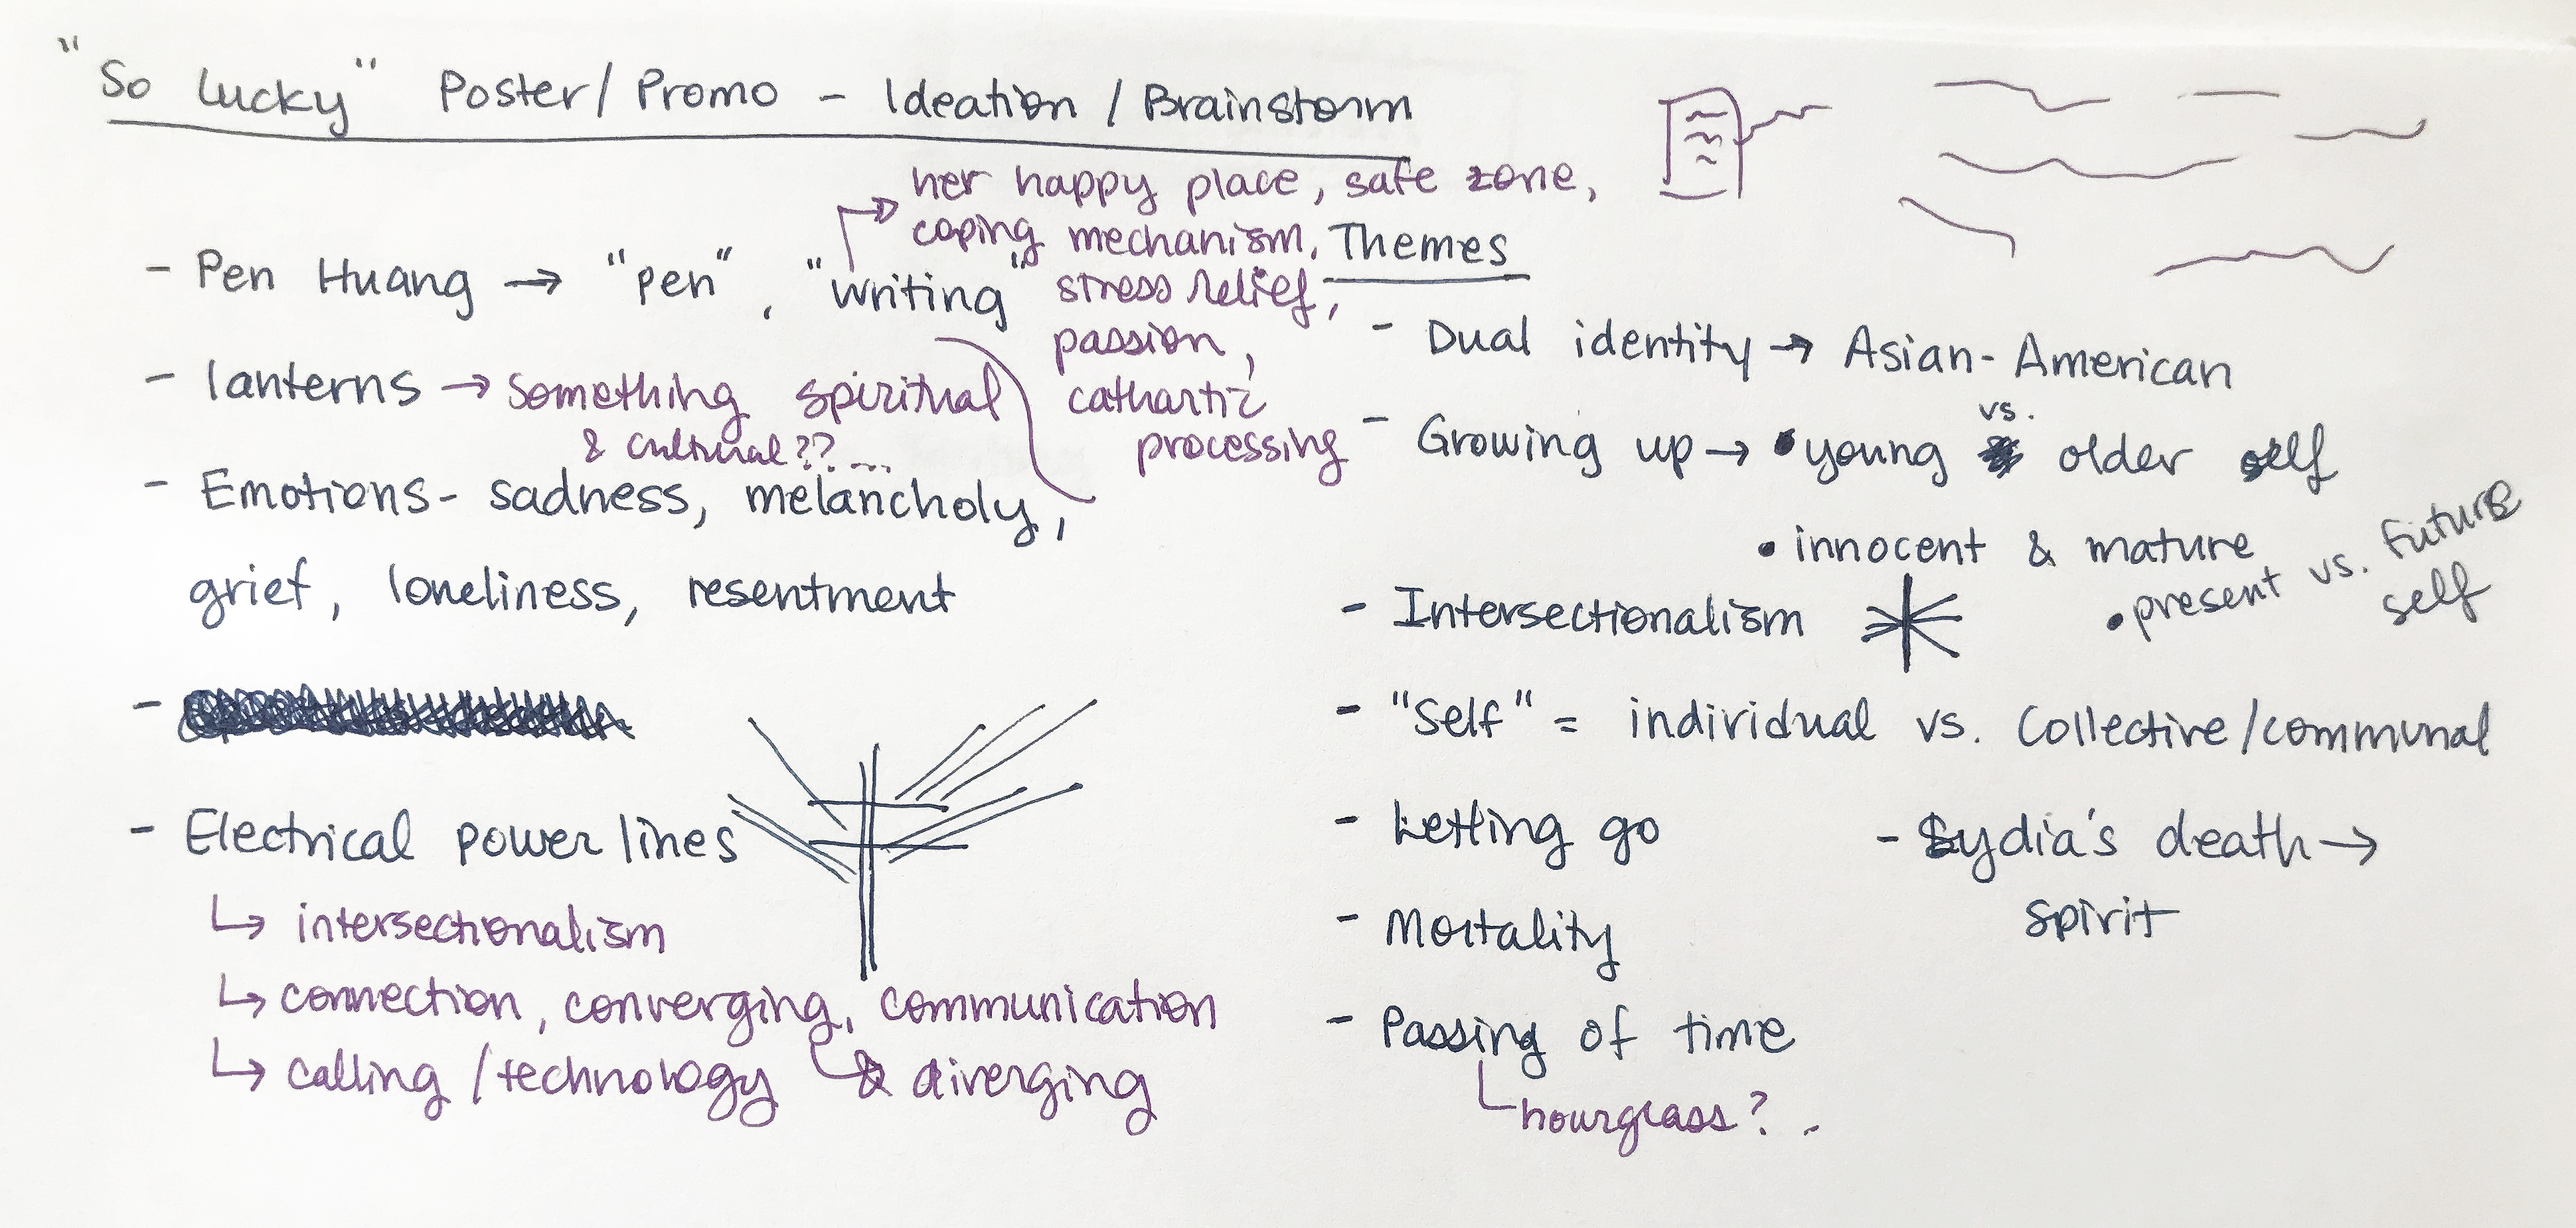 "So Lucky" Poster/Promo - Ideation / Brainstorm
- Pen Huang → "pen", "writing"
her happy place, safe zone,
coping mechanism,
stress relief,
passion,
cathartic
processing
- lanterns → something spiritual
& cultural??...
- Emotions - sadness, melancholy,
grief, loneliness, resentment
-
- Electrical power lines
↳ intersectionalism
↳ connection, converging, communication
↳ & diverging
↳ calling / technology
Themes
- Dual identity → Asian-American
- Growing up → • young vs. older self
• innocent & mature
• present vs. future
self
- Intersectionalism
- "Self" = individual vs. collective/communal
- Letting go
- Mortality
- Passing of time
hourglass?..
- Sydia's death →
spirit